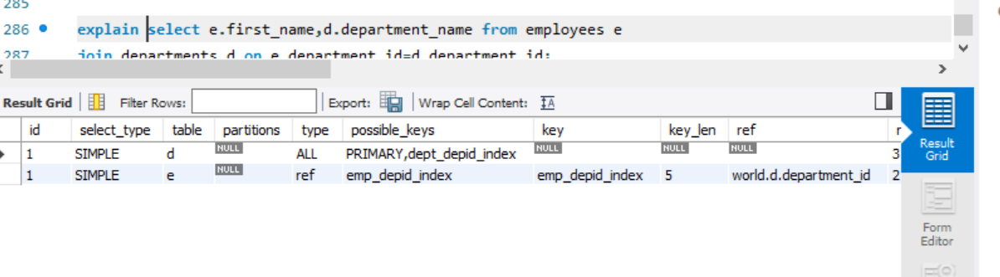 285
286 explain select e.first_name,d.department_name from employees e
287 join departments d on e.department_id=d.department_id;
Result Grid Filter Rows: Export: Wrap Cell Content: IA
id select_type table partitions type possible_keys key key_len ref r
1 SIMPLE d NULL ALL PRIMARY,dept_depid_index NULL NULL NULL 3
1 SIMPLE e NULL ref emp_depid_index emp_depid_index 5 world.d.department_id 2
Result
Grid
Form
Editor